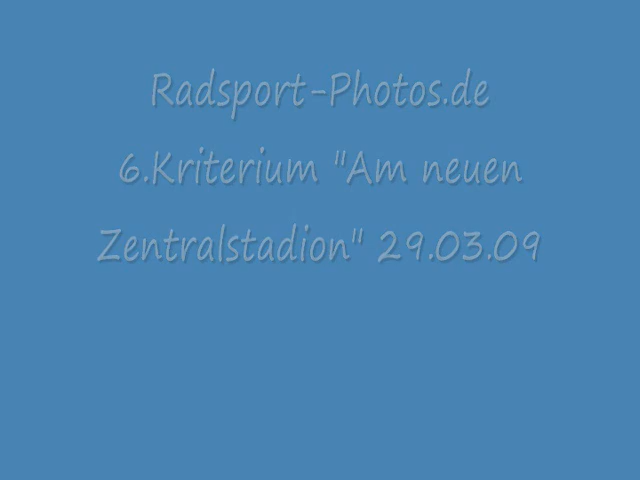 Radsport-Photos.de
6.Kriterium "Am neuen
Zentralstadion" 29.03.09